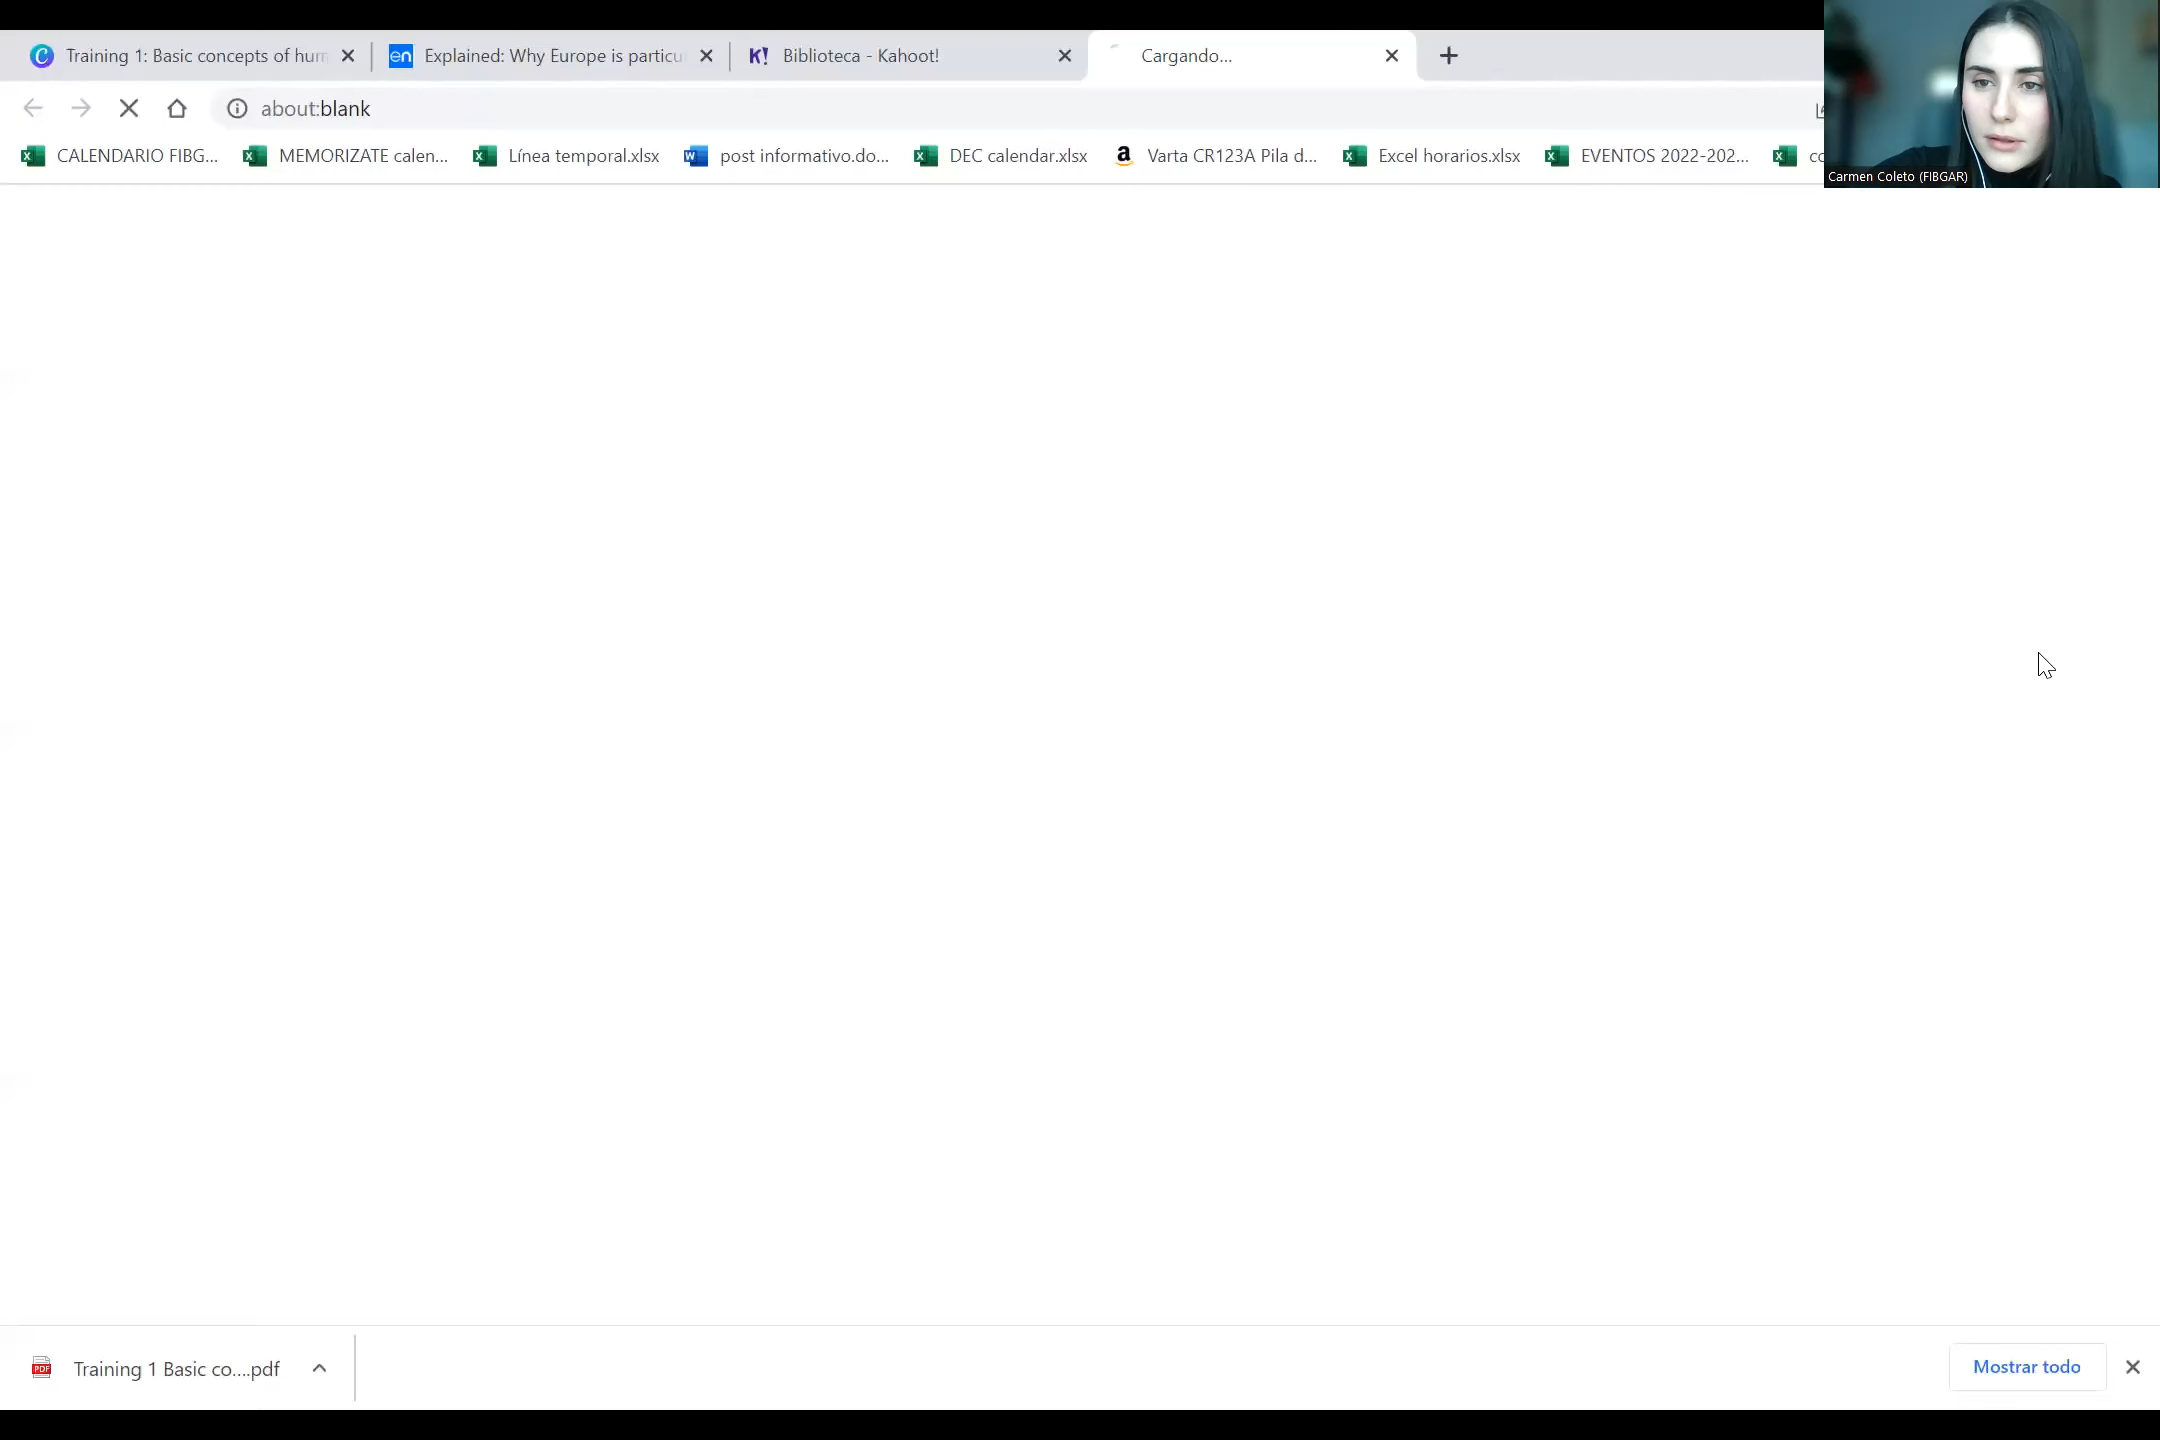 Training 1: Basic concepts of hum
Explained: Why Europe is particu
Biblioteca - Kahoot!
Cargando...
about:blank
CALENDARIO FIBG...
MEMORIZATE calen...
Línea temporal.xlsx
post informativo.do...
DEC calendar.xlsx
Varta CR123A Pila d...
Excel horarios.xlsx
EVENTOS 2022-202...
Carmen Coleto (FIBGAR)
Training 1 Basic co....pdf
Mostrar todo